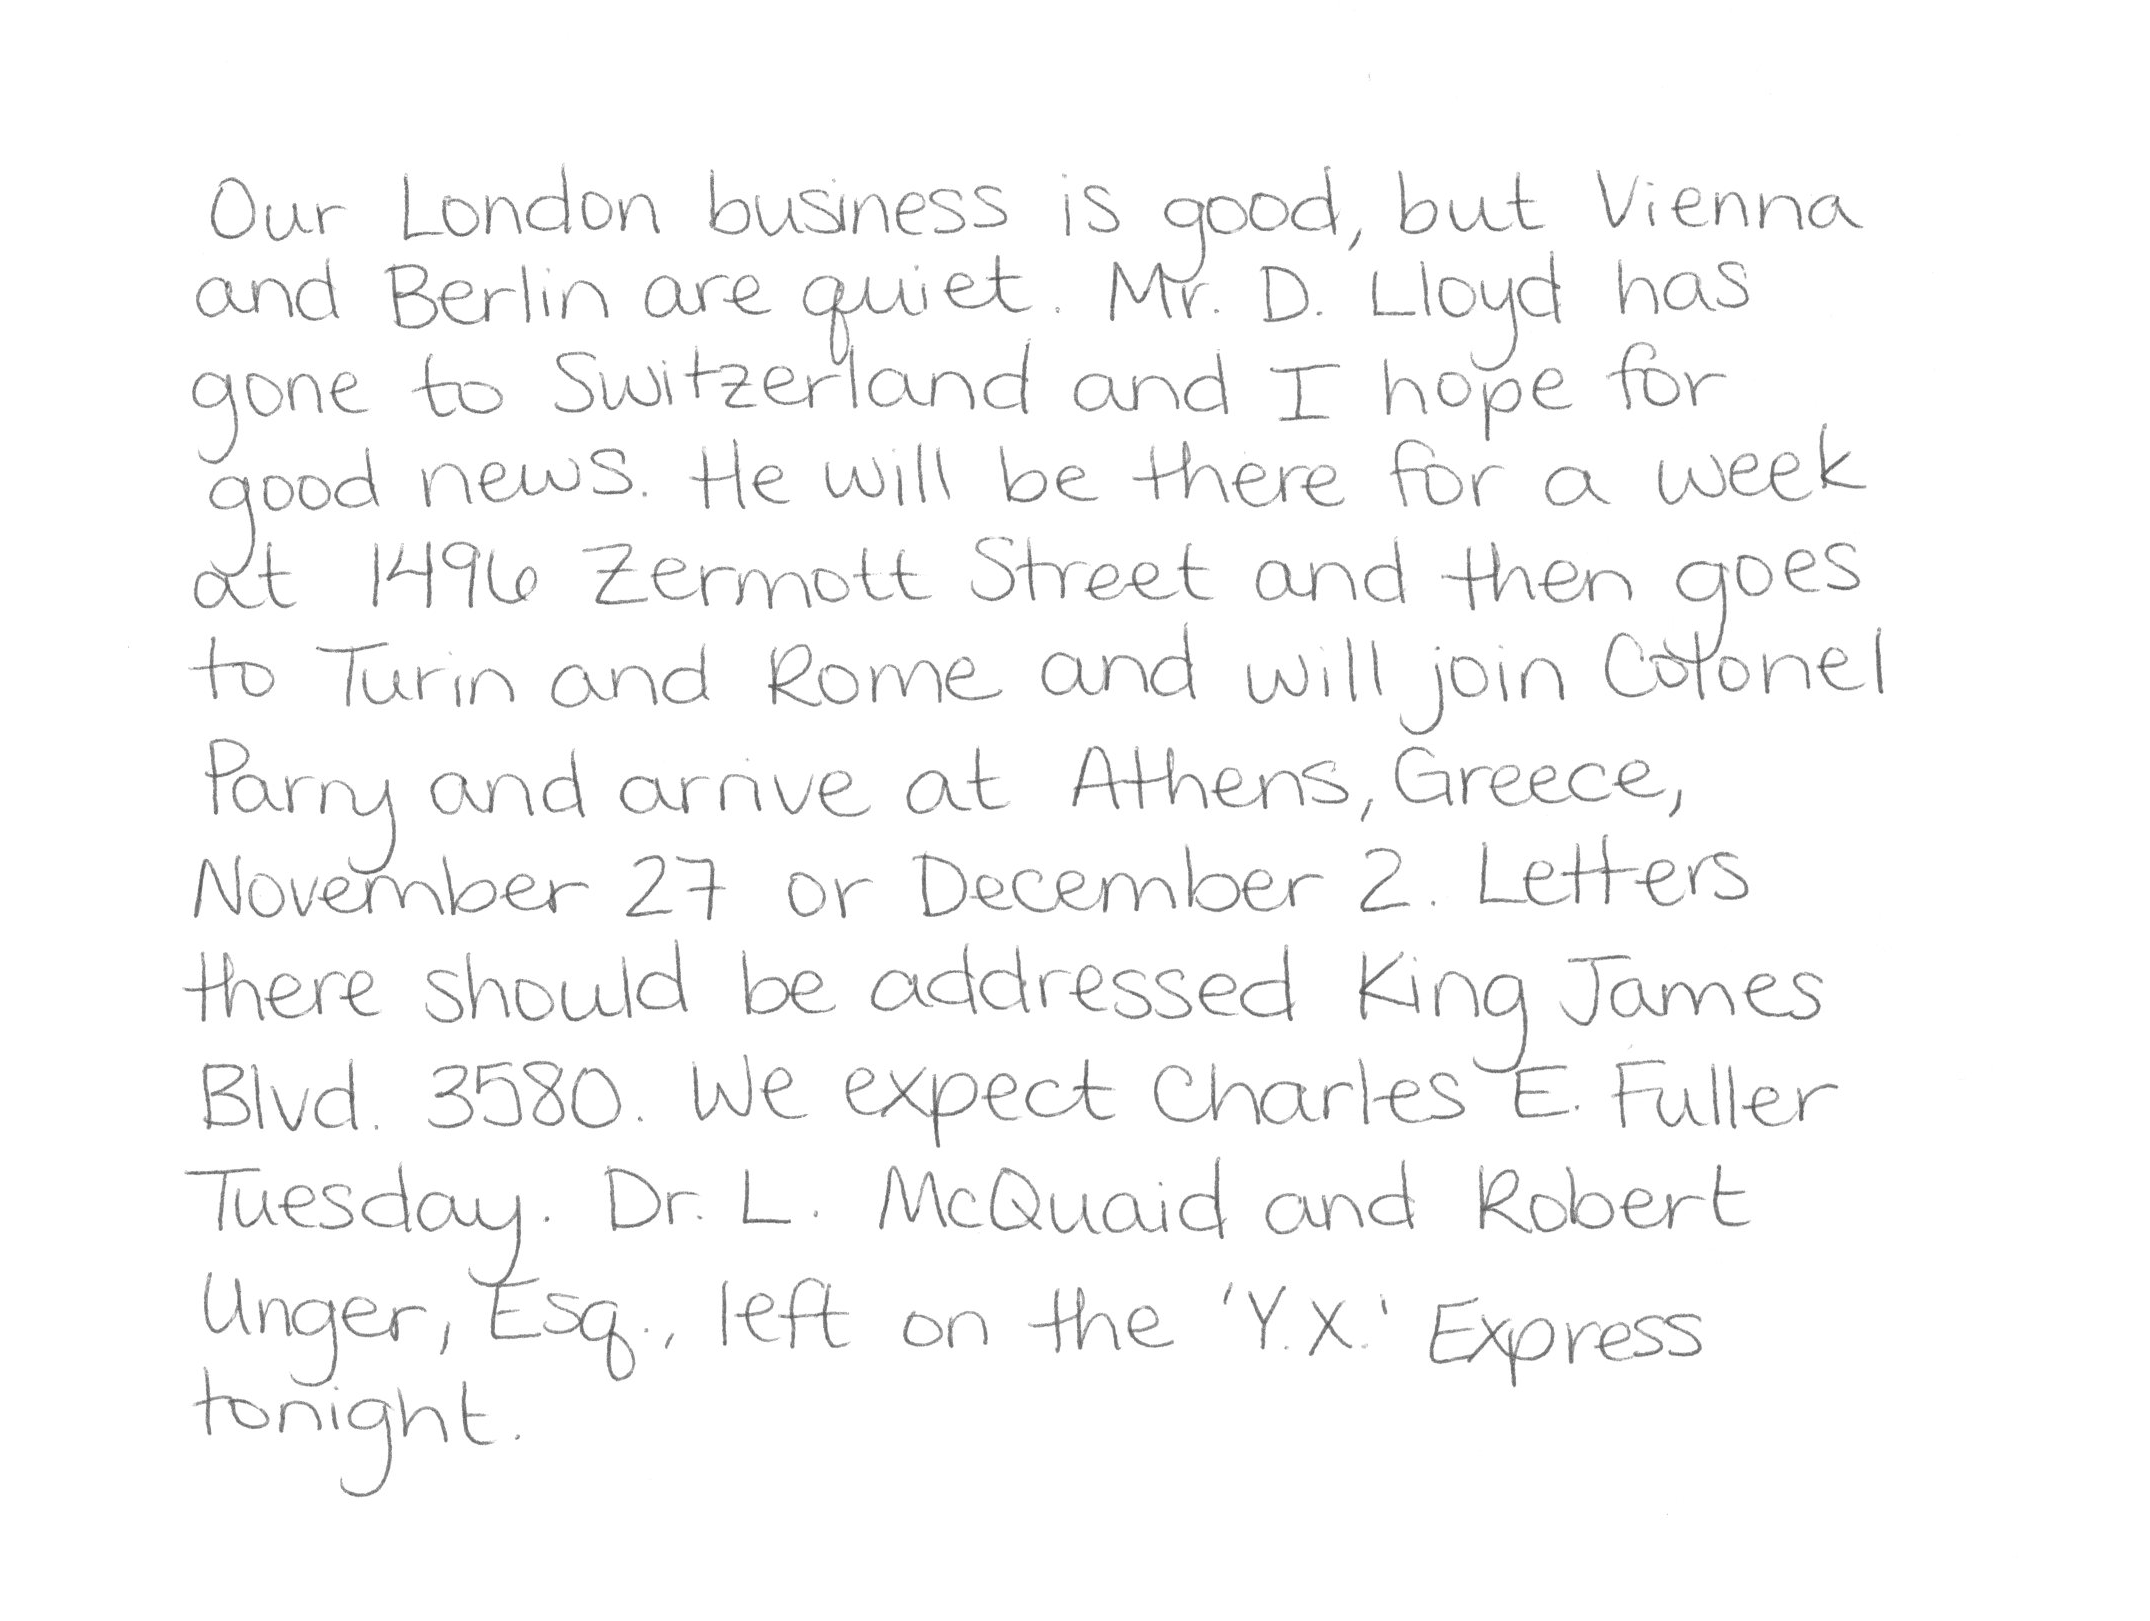 Our London business is good, but Vienna
and Berlin are quiet. Mr. D. Lloyd has
gone to Switzerland and I hope for
good news. He will be there for a week
at 1496 Zermott Street and then goes
to Turin and Rome and will join Colonel
Parry and arrive at Athens, Greece,
November 27 or December 2. Letters
there should be addressed King James
Blvd. 3580. We expect Charles E. Fuller
Tuesday. Dr. L. McQuaid and Robert
Unger, Esq., left on the 'Y.X.' Express
tonight.